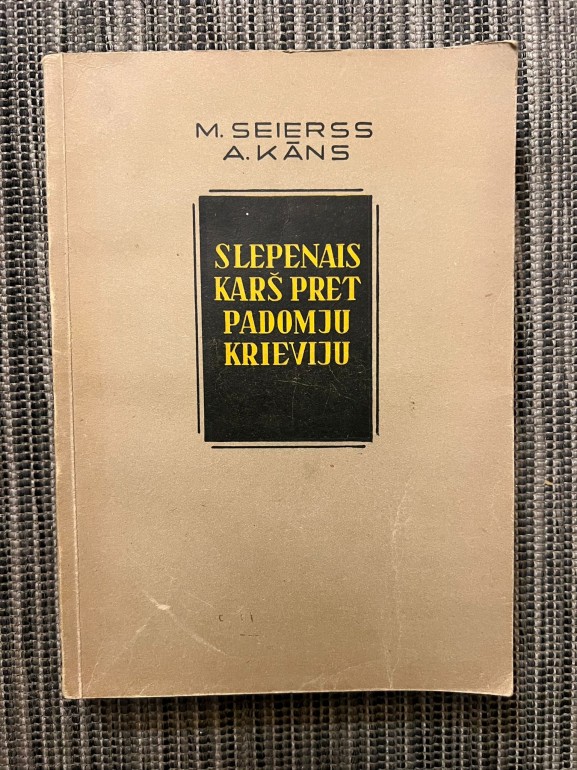 M. SEIERSS
A. KĀNS
SLEPENAIS
KARŠ PRET
PADOMJU
KRIEVIJU